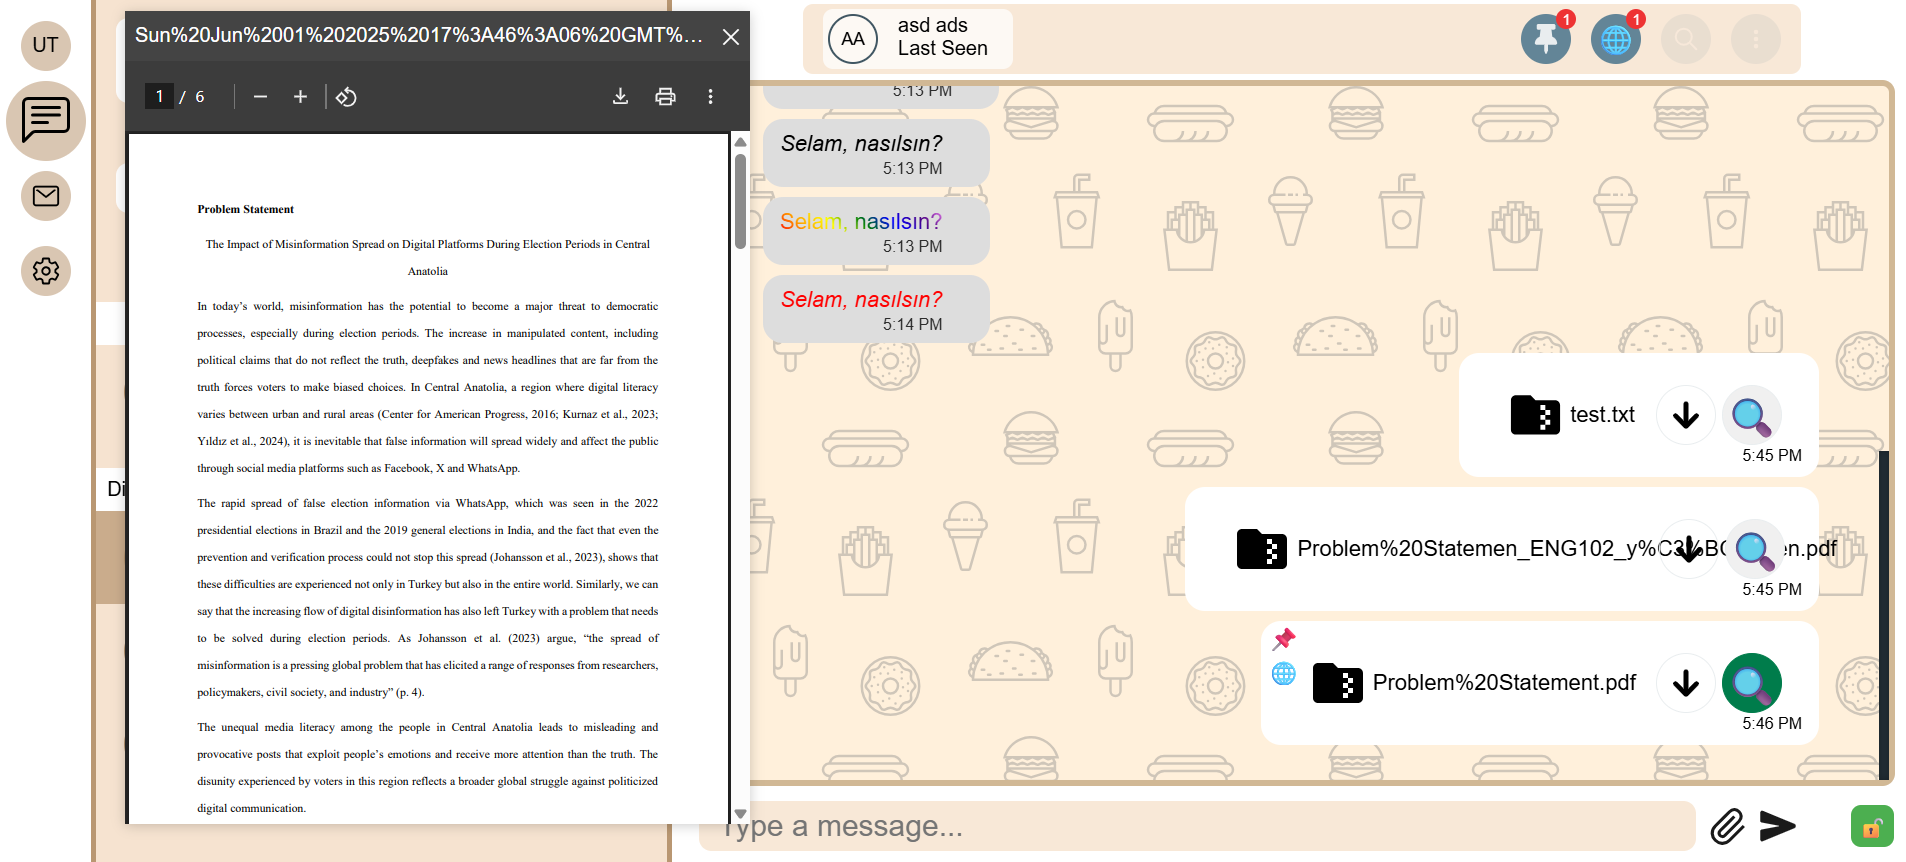 UT
Di
Sun%20Jun%2001%202025%2017%3A46%3A06%20GMT%...
1 / 6
Problem Statement
The Impact of Misinformation Spread on Digital Platforms During Election Periods in Central
Anatolia
In today’s world, misinformation has the potential to become a major threat to democratic
processes, especially during election periods. The increase in manipulated content, including
political claims that do not reflect the truth, deepfakes and news headlines that are far from the
truth forces voters to make biased choices. In Central Anatolia, a region where digital literacy
varies between urban and rural areas (Center for American Progress, 2016; Kurnaz et al., 2023;
Yıldız et al., 2024), it is inevitable that false information will spread widely and affect the public
through social media platforms such as Facebook, X and WhatsApp.
The rapid spread of false election information via WhatsApp, which was seen in the 2022
presidential elections in Brazil and the 2019 general elections in India, and the fact that even the
prevention and verification process could not stop this spread (Johansson et al., 2023), shows that
these difficulties are experienced not only in Turkey but also in the entire world. Similarly, we can
say that the increasing flow of digital disinformation has also left Turkey with a problem that needs
to be solved during election periods. As Johansson et al. (2023) argue, “the spread of
misinformation is a pressing global problem that has elicited a range of responses from researchers,
policymakers, civil society, and industry” (p. 4).
The unequal media literacy among the people in Central Anatolia leads to misleading and
provocative posts that exploit people’s emotions and receive more attention than the truth. The
disunity experienced by voters in this region reflects a broader global struggle against politicized
digital communication.
AA
asd ads
Last Seen
1
1
5:13 PM
Selam, nasılsın?
5:13 PM
Selam, nasılsın?
5:13 PM
Selam, nasılsın?
5:14 PM
test.txt
5:45 PM
Problem%20Statemen_ENG102_y%C3%BC en.pdf
5:45 PM
Problem%20Statement.pdf
5:46 PM
Type a message...